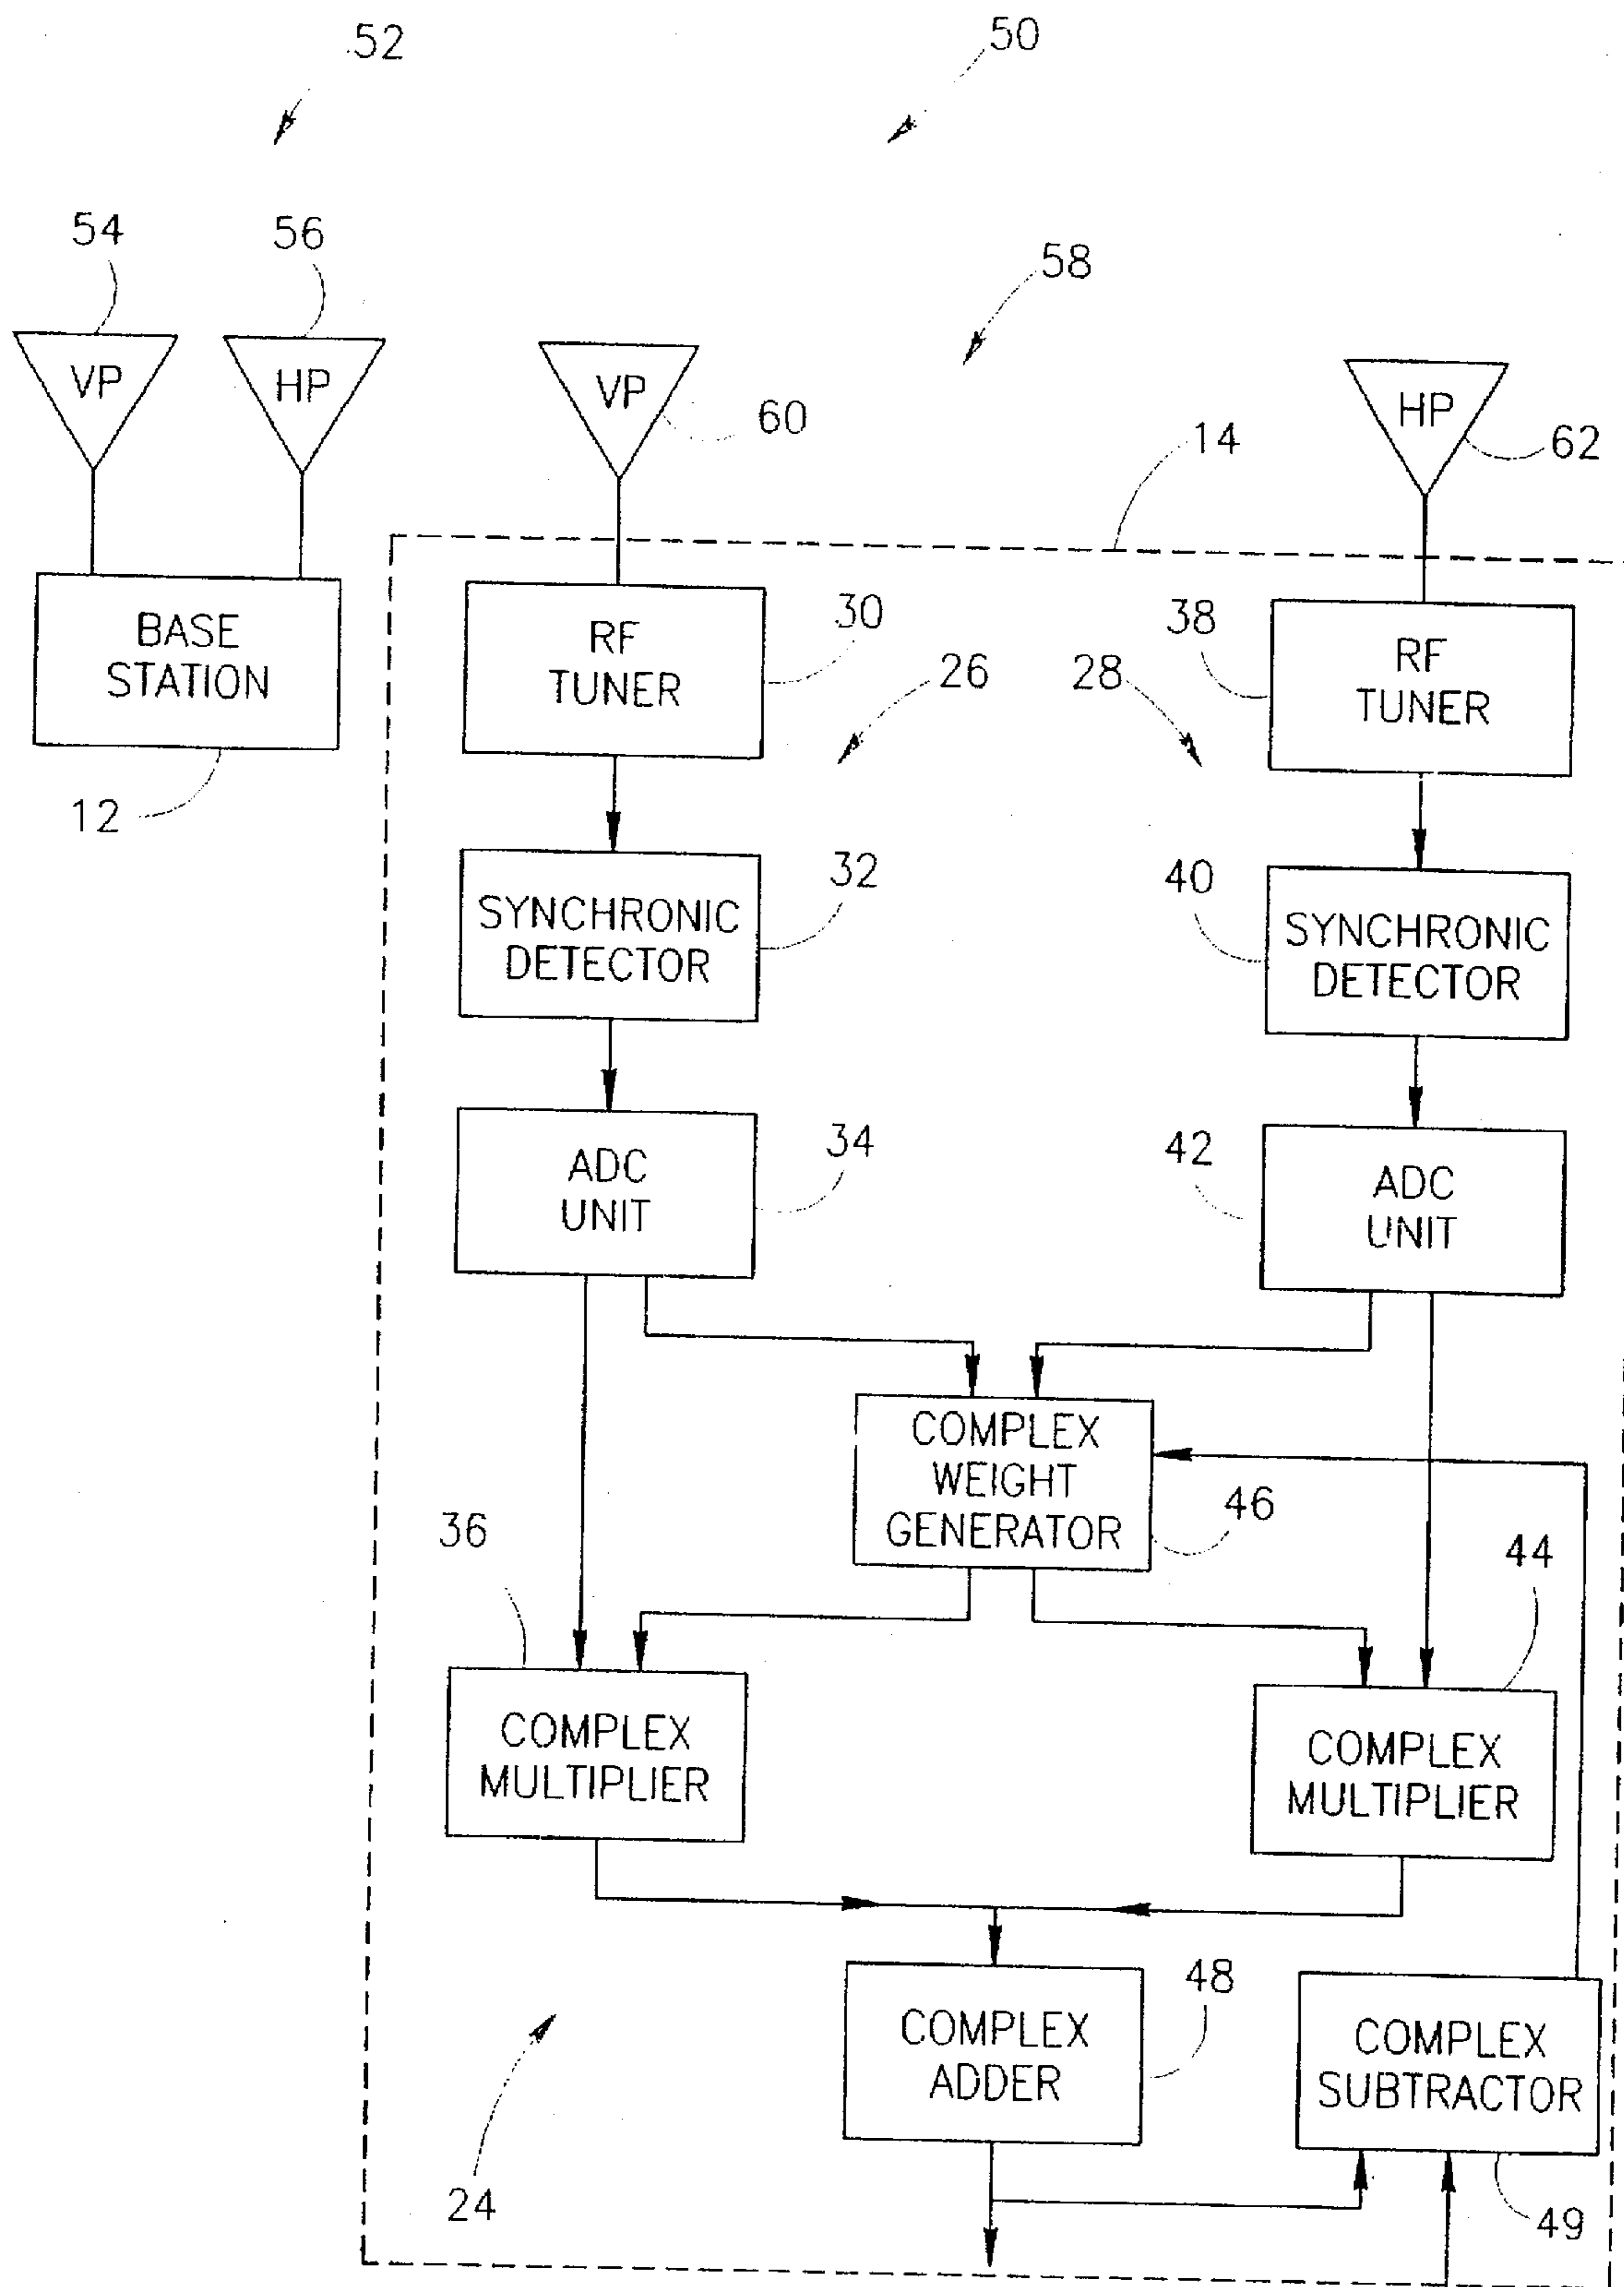 52
50
54
56
58
VP
HP
VP
60
HP
62
14
BASE
STATION
12
RF
TUNER
30
26
28
38
RF
TUNER
SYNCHRONIC
DETECTOR
32
40
SYNCHRONIC
DETECTOR
ADC
UNIT
34
42
ADC
UNIT
COMPLEX
WEIGHT
GENERATOR
46
36
44
COMPLEX
MULTIPLIER
COMPLEX
MULTIPLIER
COMPLEX
ADDER
48
COMPLEX
SUBTRACTOR
24
49